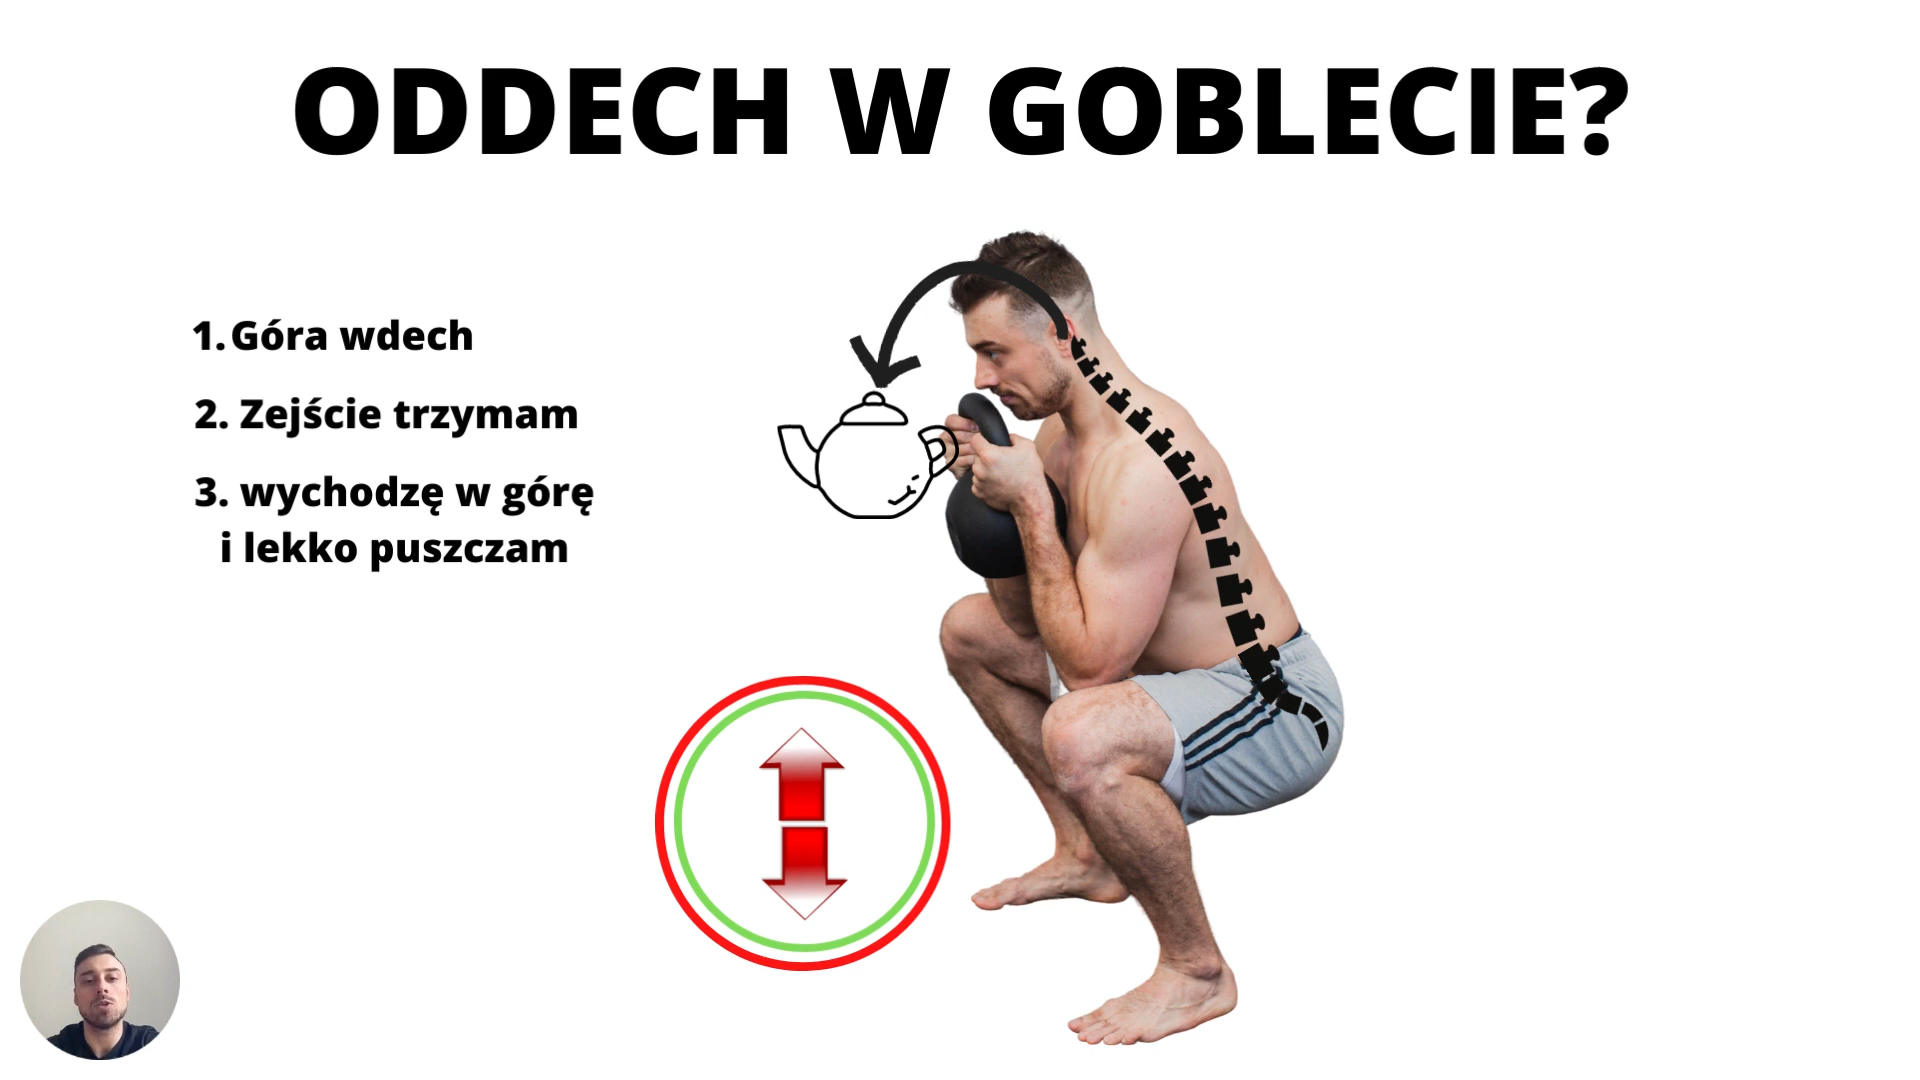 ODDECH W GOBLECIE?
1. Góra wdech
2. Zejście trzymam
3. wychodzę w górę
i lekko puszczam